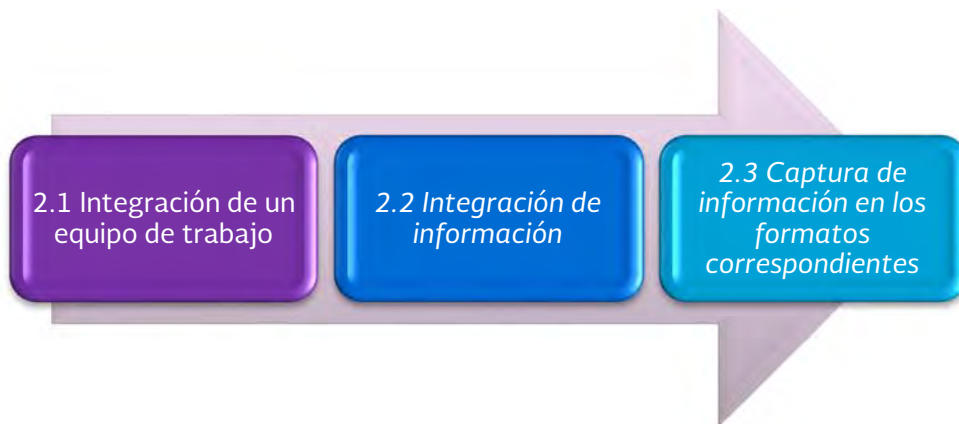 2.1 Integración de un
equipo de trabajo
2.2 Integración de
información
2.3 Captura de
información en los
formatos
correspondientes